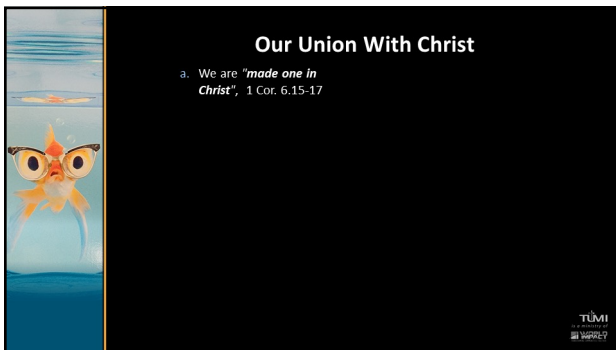 Our Union With Christ
a. We are "made one in
Christ", 1 Cor. 6.15-17
TUMI
is a ministry of
WORLD
IMPACT